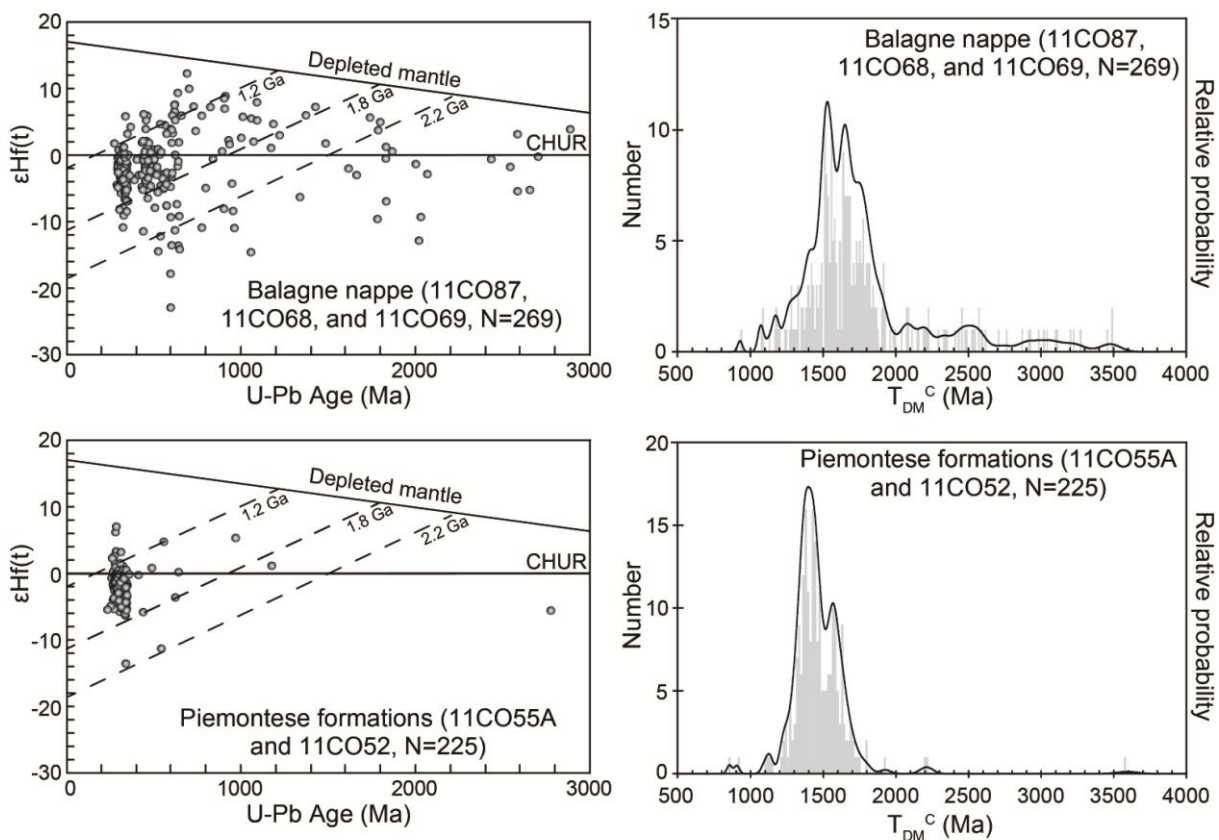 20
10
0
-10
-20
-30
εHf(t)
Depleted mantle
1.2 Ga
1.8 Ga
2.2 Ga
CHUR
Balagne nappe (11CO87,
11CO68, and 11CO69, N=269)
0
1000
2000
3000
U-Pb Age (Ma)
15
10
5
0
Number
Balagne nappe (11CO87,
11CO68, and 11CO69, N=269)
Relative probability
500
1000
1500
2000
2500
3000
3500
4000
T_DM^C (Ma)
20
10
0
-10
-20
-30
εHf(t)
Depleted mantle
1.2 Ga
1.8 Ga
2.2 Ga
CHUR
Piemontese formations (11CO55A
and 11CO52, N=225)
0
1000
2000
3000
U-Pb Age (Ma)
20
15
10
5
0
Number
Piemontese formations (11CO55A
and 11CO52, N=225)
Relative probability
500
1000
1500
2000
2500
3000
3500
4000
T_DM^C (Ma)